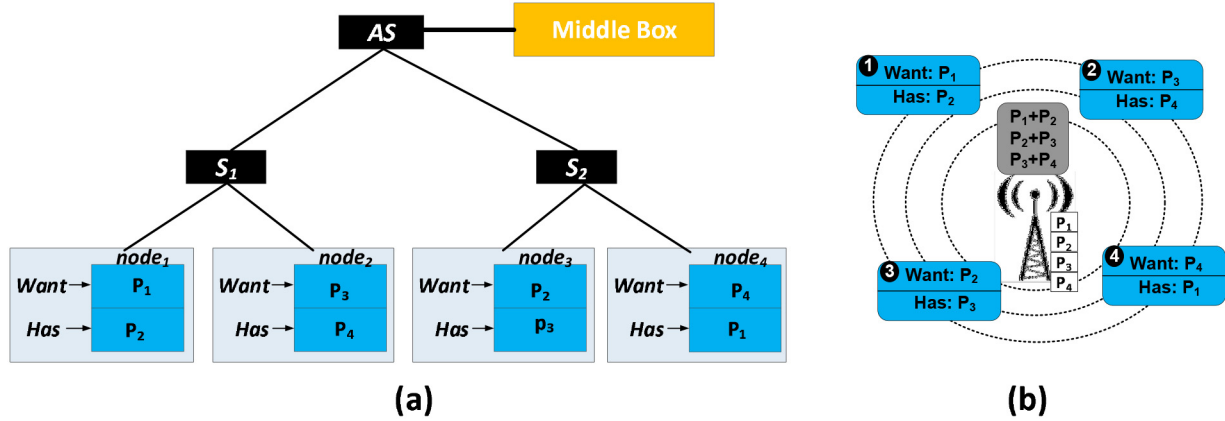 AS
Middle Box
S1
S2
node1
Want
P1
Has
P2
node2
Want
P3
Has
P4
node3
Want
P2
Has
p3
node4
Want
P4
Has
P1
(a)
1 Want: P1
Has: P2
2 Want: P3
Has: P4
P1+P2
P2+P3
P3+P4
P1
P2
P3
P4
3 Want: P2
Has: P3
4 Want: P4
Has: P1
(b)